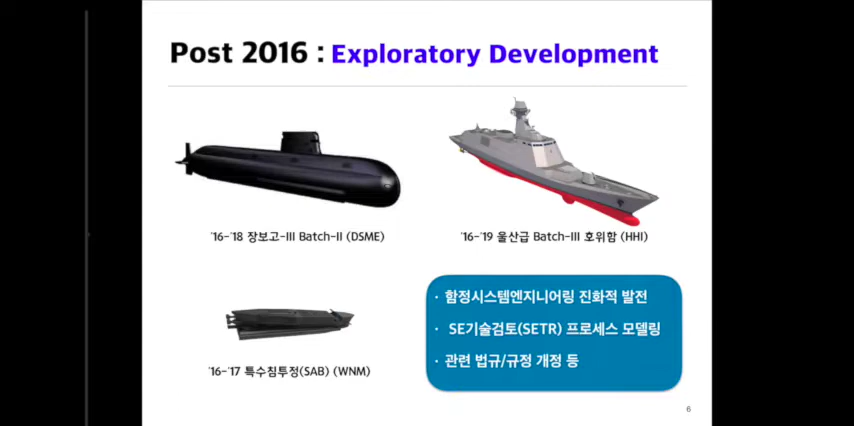 Post 2016 : Exploratory Development
'16-'18 장보고-III Batch-II (DSME)
'16-'19 울산급 Batch-III 호위함 (HHI)
'16-'17 특수침투정(SAB) (WNM)
· 함정시스템엔지니어링 진화적 발전
· SE기술검토(SETR) 프로세스 모델링
· 관련 법규/규정 개정 등
6